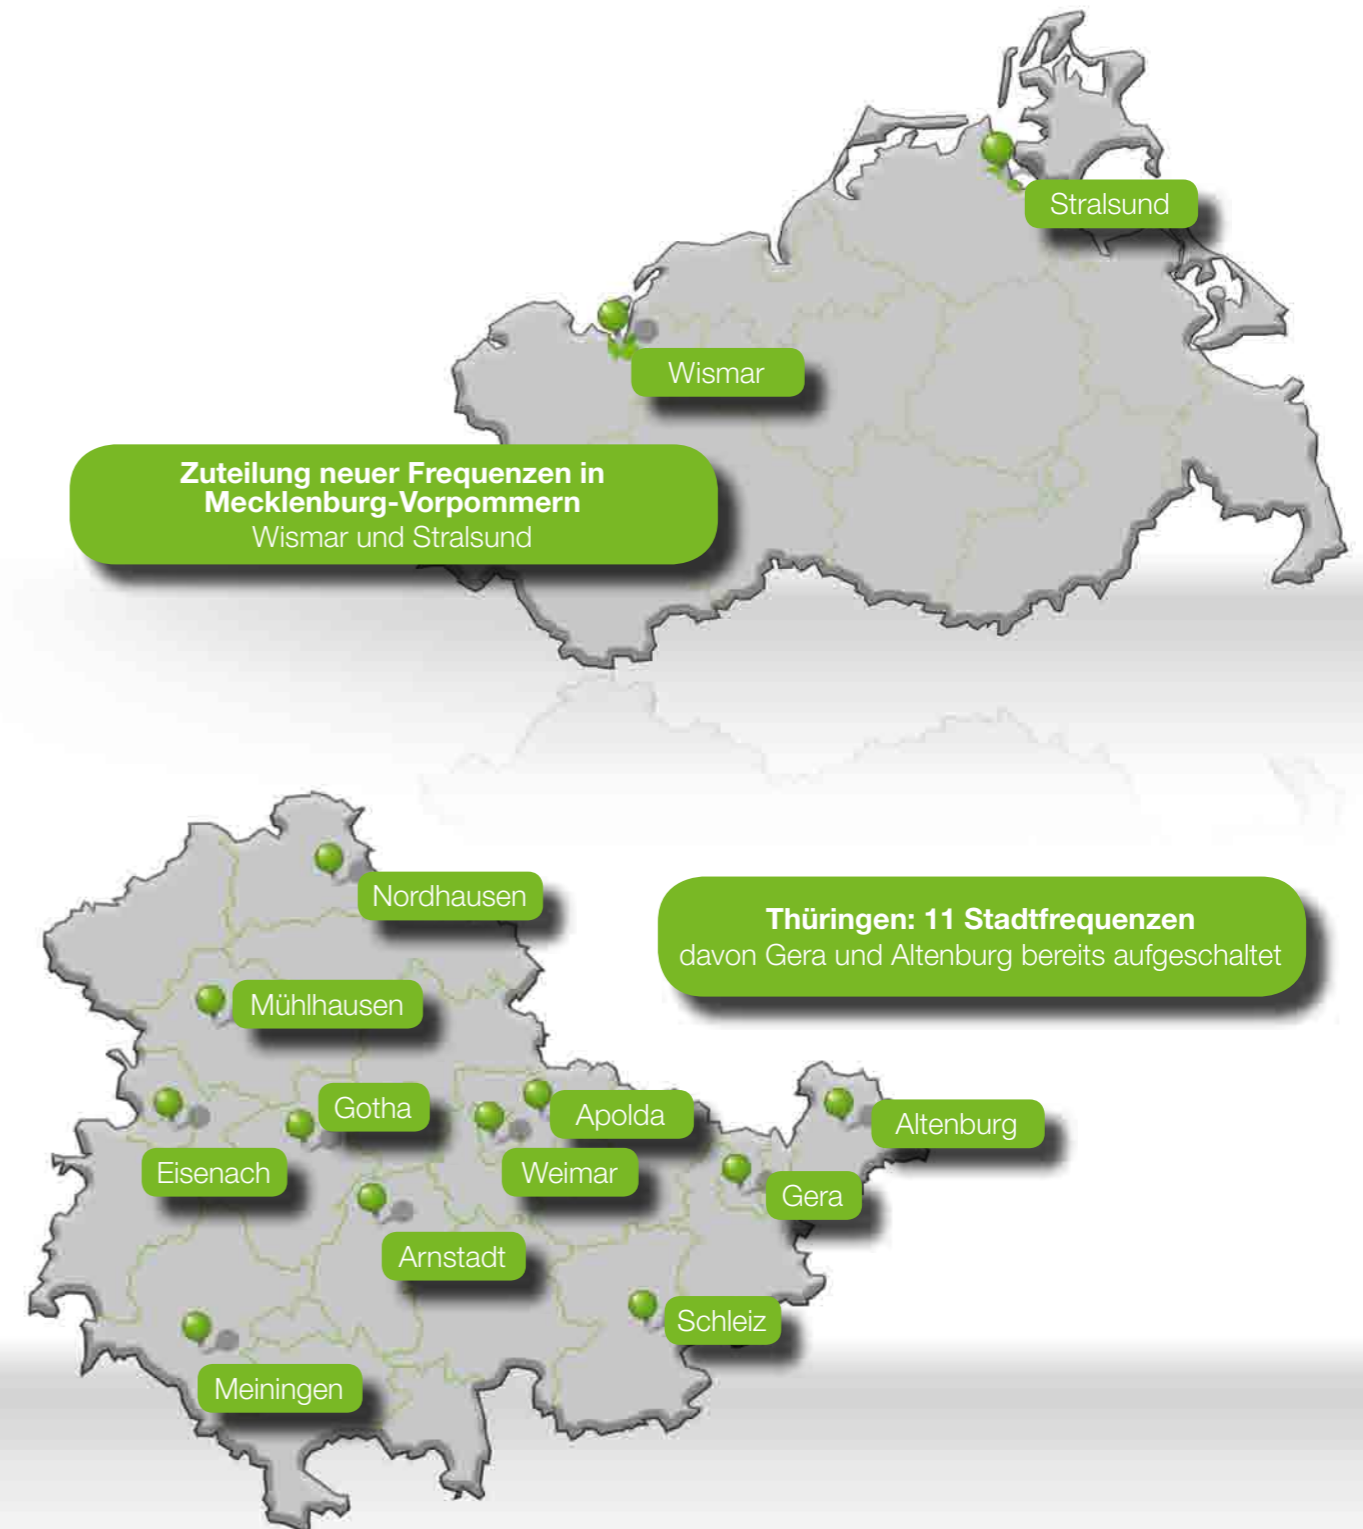 Stralsund
Wismar
Zuteilung neuer Frequenzen in
Mecklenburg-Vorpommern
Wismar und Stralsund
Nordhausen
Thüringen: 11 Stadtfrequenzen
davon Gera und Altenburg bereits aufgeschaltet
Mühlhausen
Gotha
Apolda
Altenburg
Eisenach
Weimar
Gera
Arnstadt
Schleiz
Meiningen